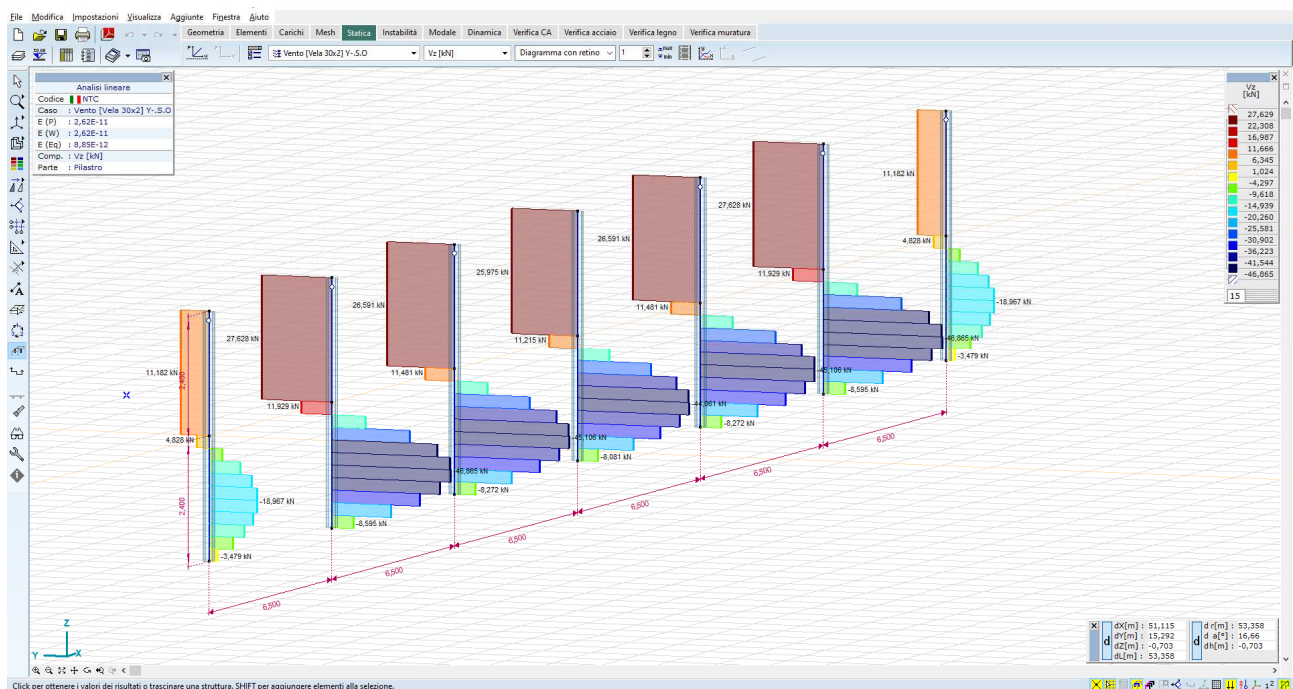 File Modifica Impostazioni Visualizza Aggiunte Finestra Aiuto
Geometria Elementi Carichi Mesh Statica Instabilità Modale Dinamica Verifica CA Verifica acciaio Verifica legno Verifica muratura
Vento [Vela 30x2] Y-.S.O Vz [kN] Diagramma con retino 1
Analisi lineare
Codice NTC
Caso : Vento [Vela 30x2] Y-.S.O
E (P) : 2,62E-11
E (W) : 2,62E-11
E (Eq) : 8,85E-12
Comp. : Vz [kN]
Parte : Pilastro
Vz
[kN]
27,629
22,308
16,987
11,666
6,345
1,024
-4,297
-9,618
-14,939
-20,260
-25,581
-30,902
-36,223
-41,544
-46,865
15
11,182 kN
4,828 kN
-18,967 kN
-3,479 kN
2,400
2,400
27,628 kN
11,929 kN
-46,865 kN
-8,595 kN
26,591 kN
11,481 kN
-45,106 kN
-8,272 kN
25,975 kN
11,215 kN
-44,061 kN
-8,081 kN
26,591 kN
11,481 kN
-45,106 kN
-8,272 kN
27,628 kN
11,929 kN
-46,865 kN
-8,595 kN
11,182 kN
4,828 kN
-18,967 kN
-3,479 kN
6,500
6,500
6,500
6,500
6,500
6,500
Z
Y
X
d
dX[m] : 51,115
dY[m] : 15,292
dZ[m] : -0,703
dL[m] : 53,358
d
d r[m] : 53,358
d a[°] : 16,66
dh[m] : -0,703
Click per ottenere i valori dei risultati o trascinare una struttura. SHIFT per aggiungere elementi alla selezione.